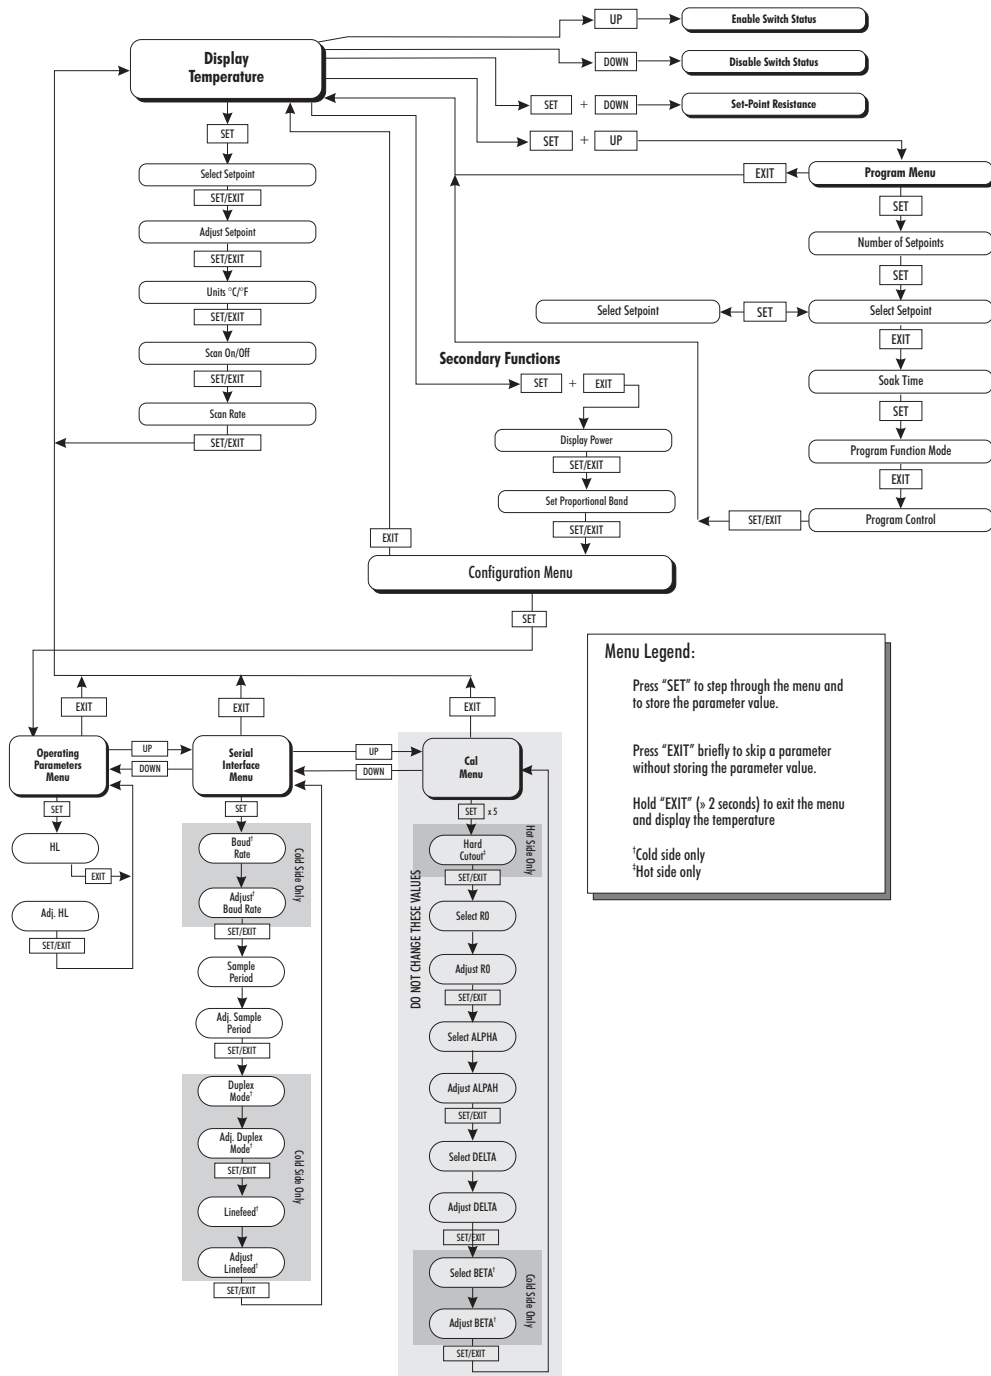 Display
Temperature
UP
Enable Switch Status
DOWN
Disable Switch Status
SET + DOWN
Set-Point Resistance
SET + UP
EXIT
Program Menu
SET
Number of Setpoints
SET
Select Setpoint
SET
Select Setpoint
EXIT
Soak Time
SET
Program Function Mode
EXIT
Program Control
SET/EXIT
SET
Select Setpoint
SET/EXIT
Adjust Setpoint
SET/EXIT
Units °C/°F
SET/EXIT
Scan On/Off
SET/EXIT
Scan Rate
SET/EXIT
Secondary Functions
SET + EXIT
Display Power
SET/EXIT
Set Proportional Band
SET/EXIT
EXIT
Configuration Menu
SET
Menu Legend:
Press “SET” to step through the menu and
to store the parameter value.
Press “EXIT” briefly to skip a parameter
without storing the parameter value.
Hold “EXIT” (» 2 seconds) to exit the menu
and display the temperature
†Cold side only
‡Hot side only
EXIT
EXIT
EXIT
Operating
Parameters
Menu
UP
DOWN
Serial
Interface
Menu
UP
DOWN
Cal
Menu
SET
HL
EXIT
Adj. HL
SET/EXIT
SET
Baud†
Rate
Adjust†
Baud Rate
Cold Side Only
SET/EXIT
Sample
Period
Adj. Sample
Period
SET/EXIT
Duplex
Mode†
Adj. Duplex
Mode†
SET/EXIT
Linefeed†
Adjust
Linefeed†
Cold Side Only
SET/EXIT
SET x 5
Hard
Cutout‡
Hot Side Only
DO NOT CHANGE THESE VALUES
SET/EXIT
Select R0
Adjust R0
SET/EXIT
Select ALPHA
Adjust ALPAH
SET/EXIT
Select DELTA
Adjust DELTA
SET/EXIT
Select BETA†
Adjust BETA†
Cold Side Only
SET/EXIT